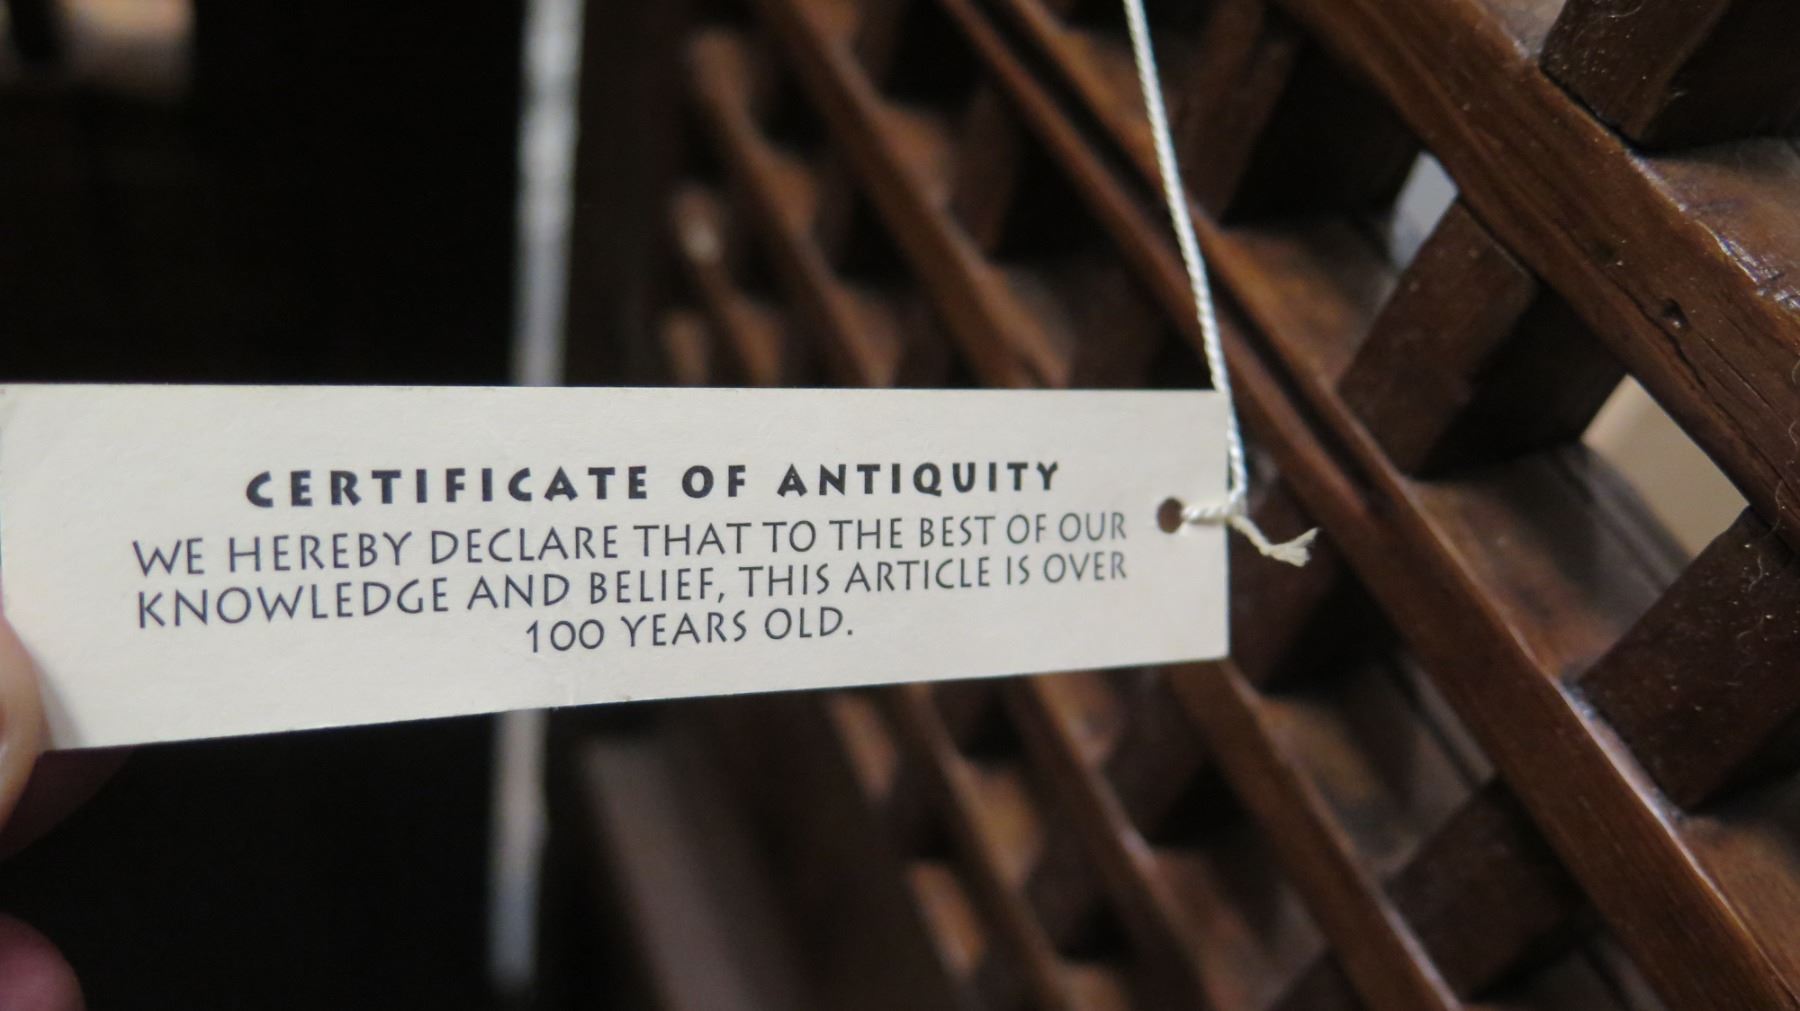 CERTIFICATE OF ANTIQUITY
WE HEREBY DECLARE THAT TO THE BEST OF OUR
KNOWLEDGE AND BELIEF, THIS ARTICLE IS OVER
100 YEARS OLD.